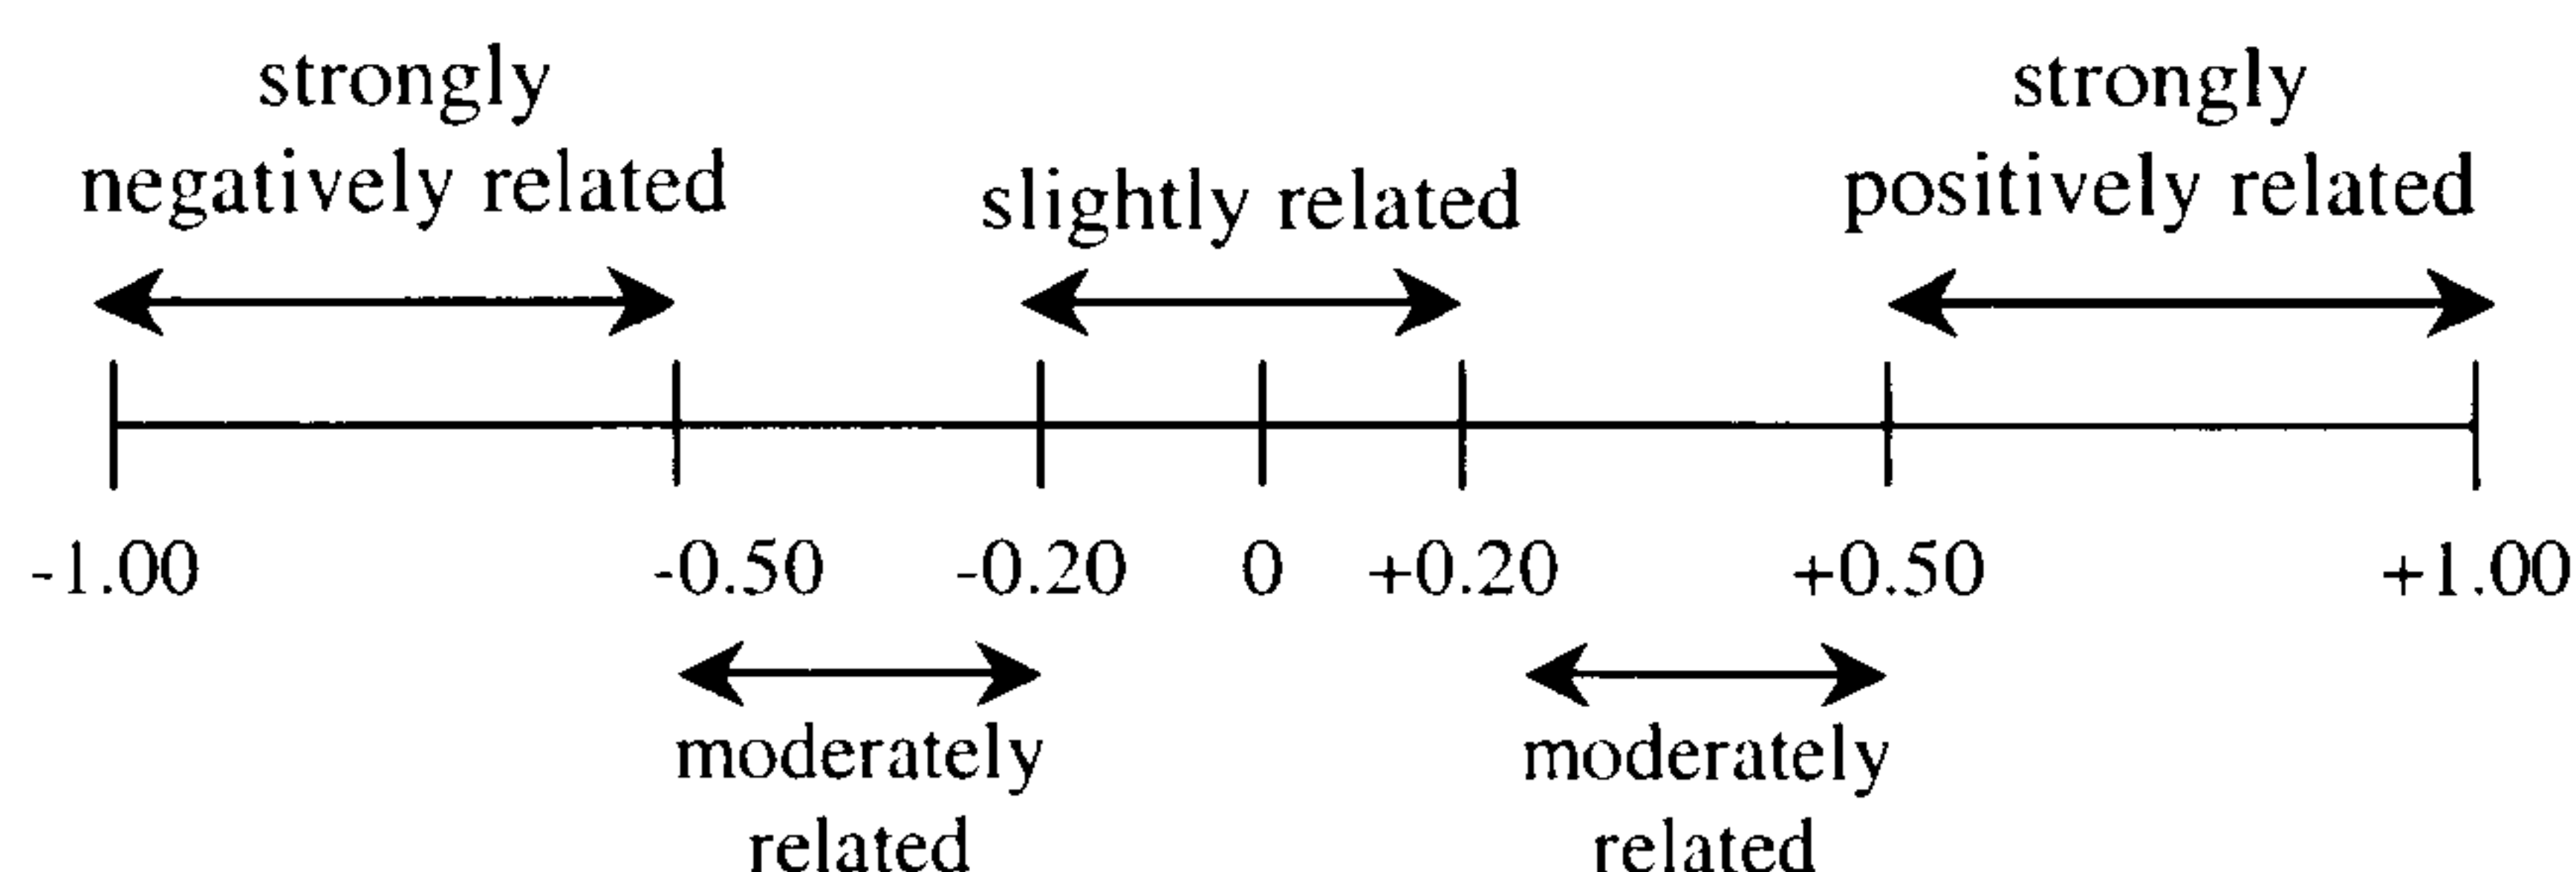 strongly
negatively related
slightly related
strongly
positively related
-1.00 -0.50 -0.20 0 +0.20 +0.50 +1.00
moderately
related
moderately
related